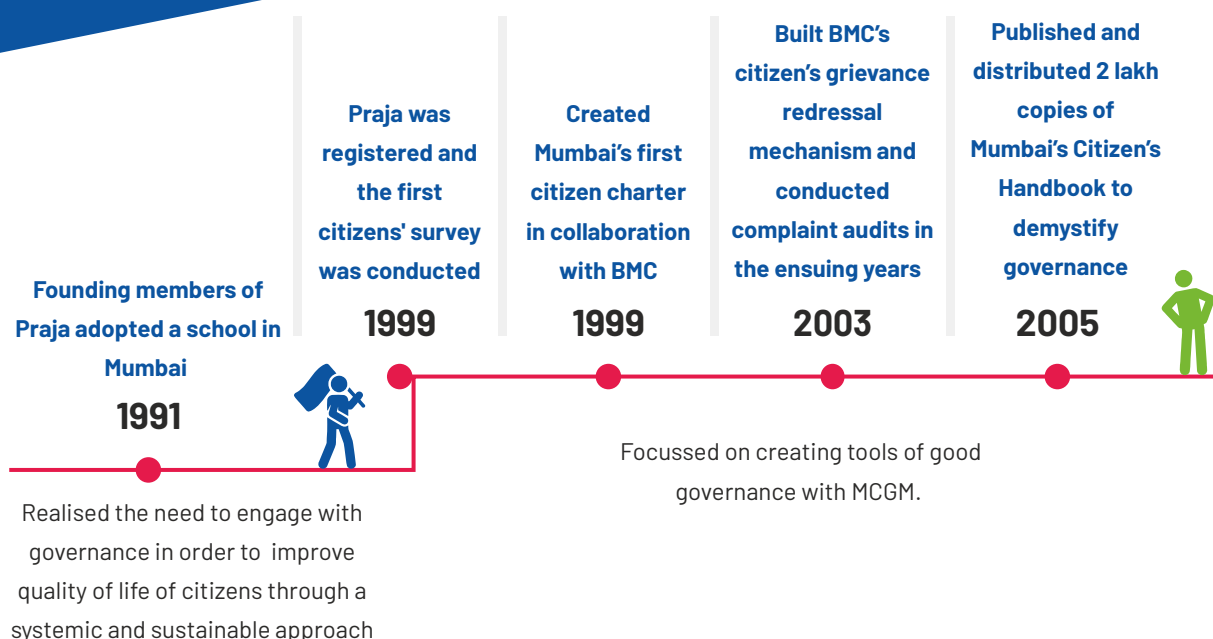 Founding members of
Praja adopted a school in
Mumbai
1991
Realised the need to engage with
governance in order to improve
quality of life of citizens through a
systemic and sustainable approach
Praja was
registered and
the first
citizens' survey
was conducted
1999
Created
Mumbai's first
citizen charter
in collaboration
with BMC
1999
Built BMC's
citizen's grievance
redressal
mechanism and
conducted
complaint audits in
the ensuing years
2003
Published and
distributed 2 lakh
copies of
Mumbai's Citizen's
Handbook to
demystify
governance
2005
Focussed on creating tools of good
governance with MCGM.